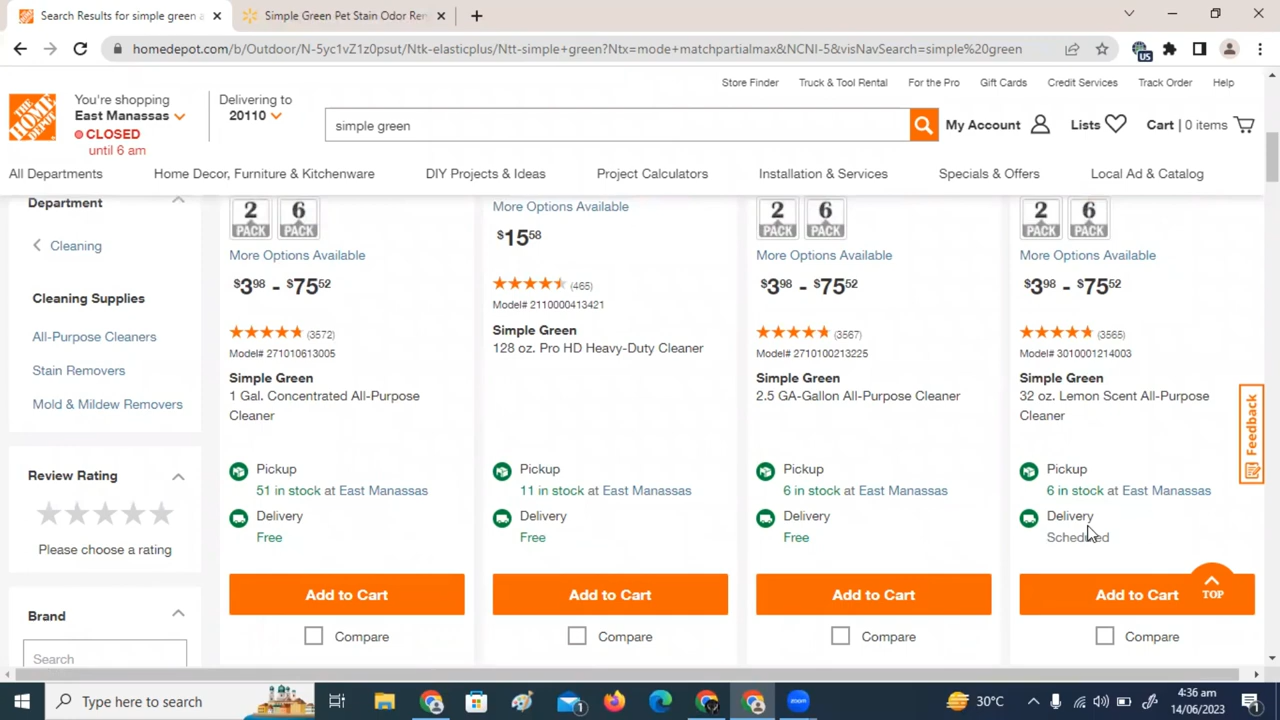 Search Results for simple green a
Simple Green Pet Stain Odor Rem
homedepot.com/b/Outdoor/N-5yc1vZ1z0psut/Ntk-elasticplus/Ntt-simple+green?Ntx=mode+matchpartialmax&NCNI-5&visNavSearch=simple%20green
US
Store Finder
Truck & Tool Rental
For the Pro
Gift Cards
Credit Services
Track Order
Help
THE HOME DEPOT
You're shopping
East Manassas
CLOSED
until 6 am
Delivering to
20110
simple green
My Account
Lists
Cart | 0 items
All Departments
Home Decor, Furniture & Kitchenware
DIY Projects & Ideas
Project Calculators
Installation & Services
Specials & Offers
Local Ad & Catalog
Department
Cleaning
Cleaning Supplies
All-Purpose Cleaners
Stain Removers
Mold & Mildew Removers
Review Rating
Please choose a rating
Brand
Search
2 PACK 6 PACK
More Options Available
$3.98 - $75.52
(3572)
Model# 271010613005
Simple Green
1 Gal. Concentrated All-Purpose
Cleaner
Pickup
51 in stock at East Manassas
Delivery
Free
Add to Cart
Compare
More Options Available
$15.58
(465)
Model# 2110000413421
Simple Green
128 oz. Pro HD Heavy-Duty Cleaner
Pickup
11 in stock at East Manassas
Delivery
Free
Add to Cart
Compare
2 PACK 6 PACK
More Options Available
$3.98 - $75.52
(3567)
Model# 2710100213225
Simple Green
2.5 GA-Gallon All-Purpose Cleaner
Pickup
6 in stock at East Manassas
Delivery
Free
Add to Cart
Compare
2 PACK 6 PACK
More Options Available
$3.98 - $75.52
(3565)
Model# 3010001214003
Simple Green
32 oz. Lemon Scent All-Purpose
Cleaner
Pickup
6 in stock at East Manassas
Delivery
Scheduled
Add to Cart
Compare
Feedback
TOP
Type here to search
1
zoom
30°C
4:36 am
14/06/2023
1